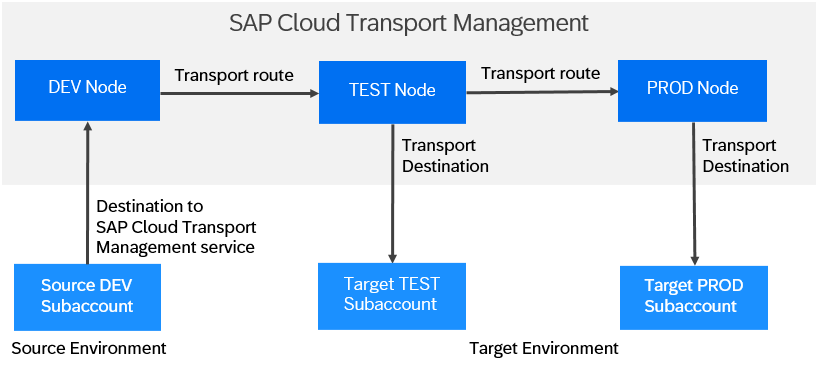 SAP Cloud Transport Management
DEV Node
Transport route
TEST Node
Transport route
PROD Node
Transport
Destination
Transport
Destination
Destination to
SAP Cloud Transport
Management service
Source DEV
Subaccount
Target TEST
Subaccount
Target PROD
Subaccount
Source Environment
Target Environment